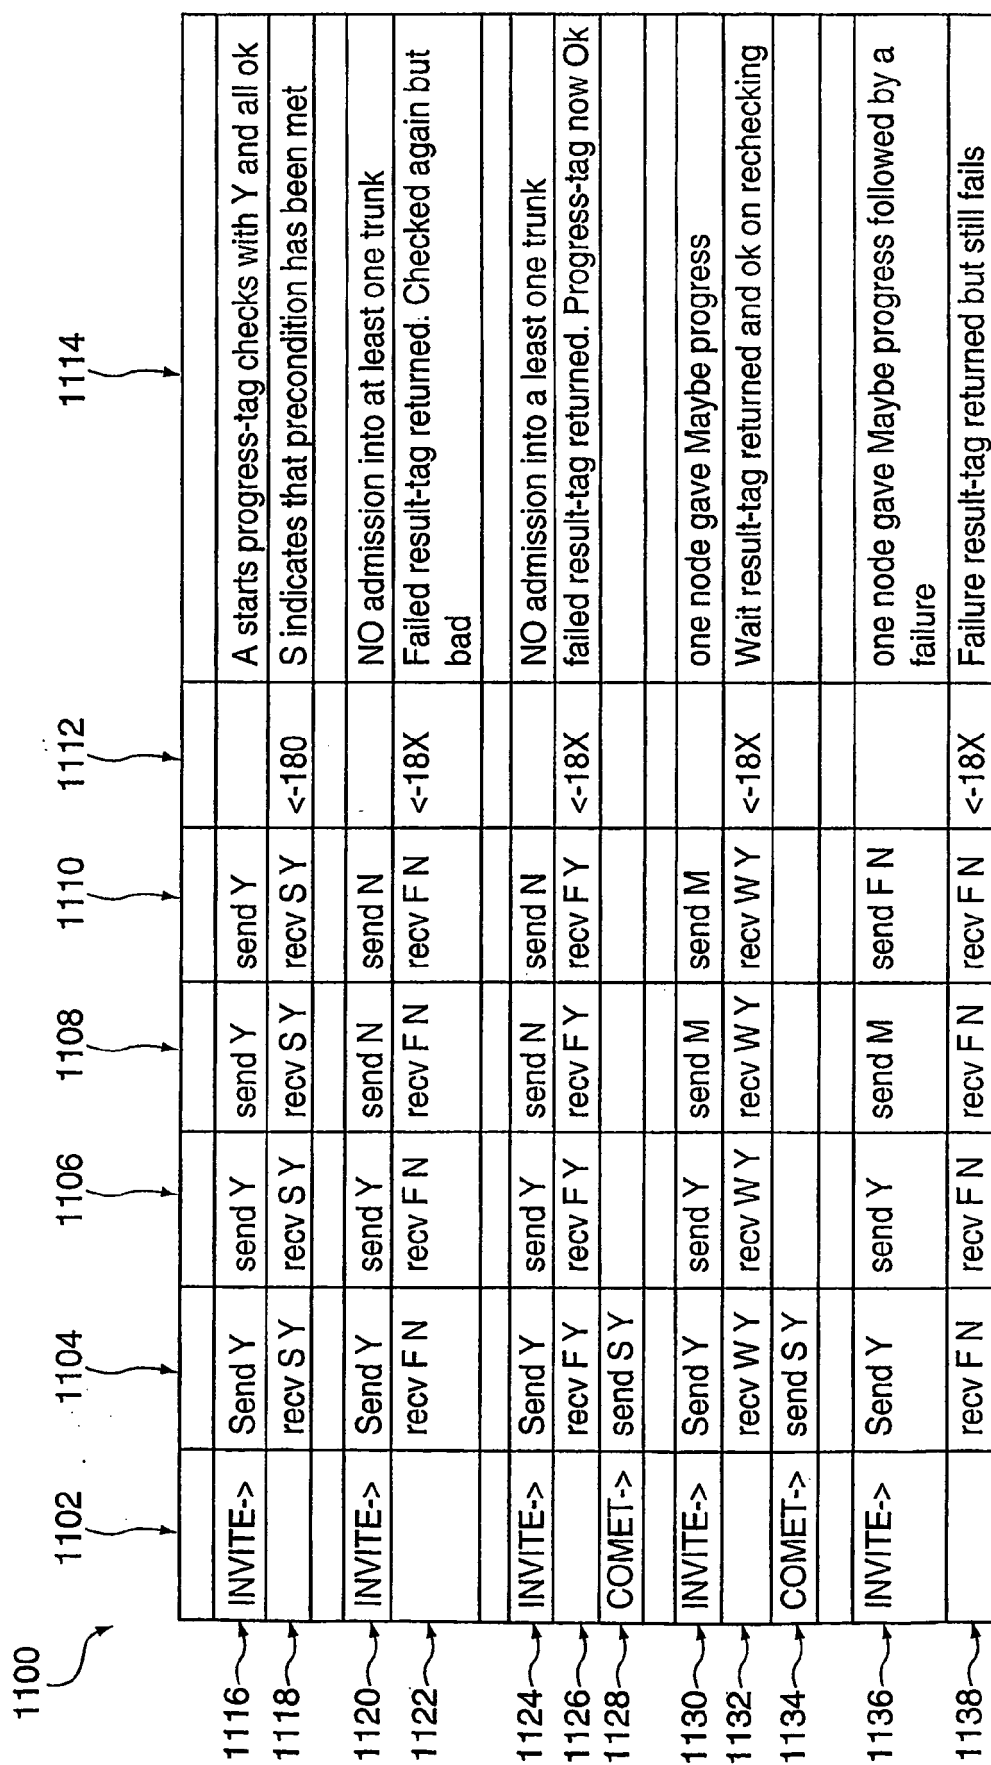 1100
1102 1104 1106 1108 1110 1112 1114
1116 INVITE-> Send Y send Y send Y send Y A starts progress-tag checks with Y and all ok
1118 recv S Y recv S Y recv S Y recv S Y <-180 S indicates that precondition has been met
1120 INVITE-> Send Y send Y send N send N NO admission into at least one trunk
1122 recv F N recv F N recv F N recv F N <-18X Failed result-tag returned. Checked again but
bad
1124 INVITE-> Send Y send Y send N send N NO admission into a least one trunk
1126 recv F Y recv F Y recv F Y recv F Y <-18X failed result-tag returned. Progress-tag now Ok
1128 COMET-> send S Y
1130 INVITE-> Send Y send Y send M send M one node gave Maybe progress
1132 recv W Y recv W Y recv W Y recv W Y <-18X Wait result-tag returned and ok on rechecking
1134 COMET-> send S Y
1136 INVITE-> Send Y send Y send M send F N one node gave Maybe progress followed by a
failure
1138 recv F N recv F N recv F N recv F N <-18X Failure result-tag returned but still fails